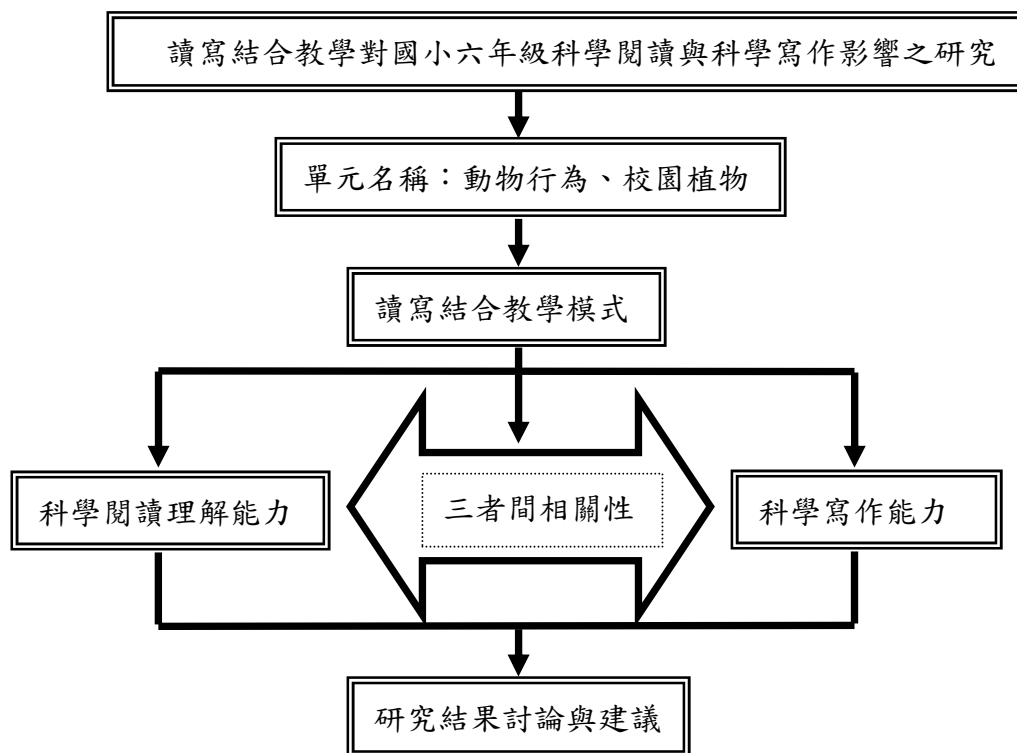 讀寫結合教學對國小六年級科學閱讀與科學寫作影響之研究
單元名稱：動物行為、校園植物
讀寫結合教學模式
科學閱讀理解能力
三者間相關性
科學寫作能力
研究結果討論與建議